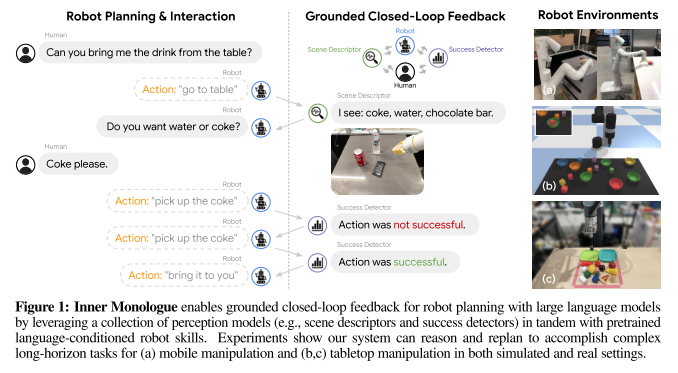 Robot Planning & Interaction
Human
Can you bring me the drink from the table?
Robot
Action: "go to table"
Robot
Do you want water or coke?
Human
Coke please.
Robot
Action: "pick up the coke"
Robot
Action: "pick up the coke"
Robot
Action: "bring it to you"
Grounded Closed-Loop Feedback
Robot
Scene Descriptor
Success Detector
Human
Scene Descriptor
I see: coke, water, chocolate bar.
Success Detector
Action was not successful.
Success Detector
Action was successful.
Robot Environments
(a)
(b)
(c)
Figure 1: Inner Monologue enables grounded closed-loop feedback for robot planning with large language models
by leveraging a collection of perception models (e.g., scene descriptors and success detectors) in tandem with pretrained
language-conditioned robot skills. Experiments show our system can reason and replan to accomplish complex
long-horizon tasks for (a) mobile manipulation and (b,c) tabletop manipulation in both simulated and real settings.